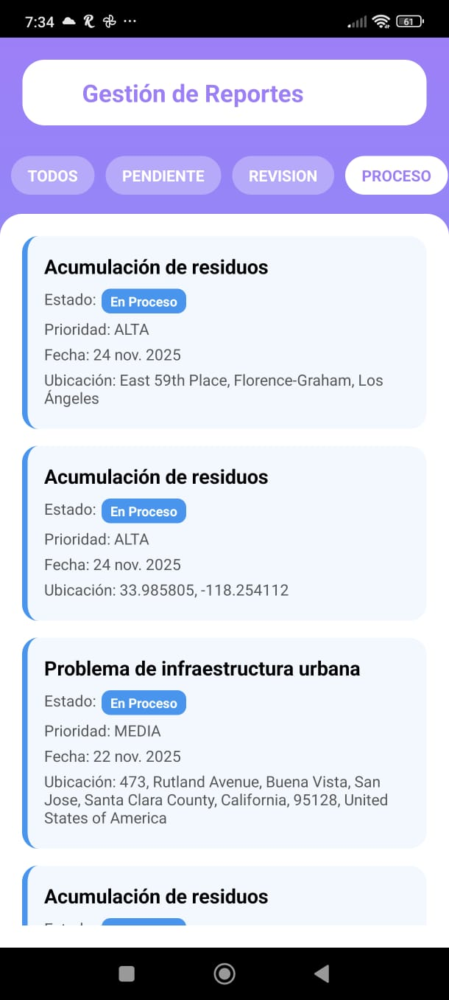 7:34
61
Gestión de Reportes
TODOS PENDIENTE REVISION PROCESO
Acumulación de residuos
Estado: En Proceso
Prioridad: ALTA
Fecha: 24 nov. 2025
Ubicación: East 59th Place, Florence-Graham, Los
Ángeles
Acumulación de residuos
Estado: En Proceso
Prioridad: ALTA
Fecha: 24 nov. 2025
Ubicación: 33.985805, -118.254112
Problema de infraestructura urbana
Estado: En Proceso
Prioridad: MEDIA
Fecha: 22 nov. 2025
Ubicación: 473, Rutland Avenue, Buena Vista, San
Jose, Santa Clara County, California, 95128, United
States of America
Acumulación de residuos